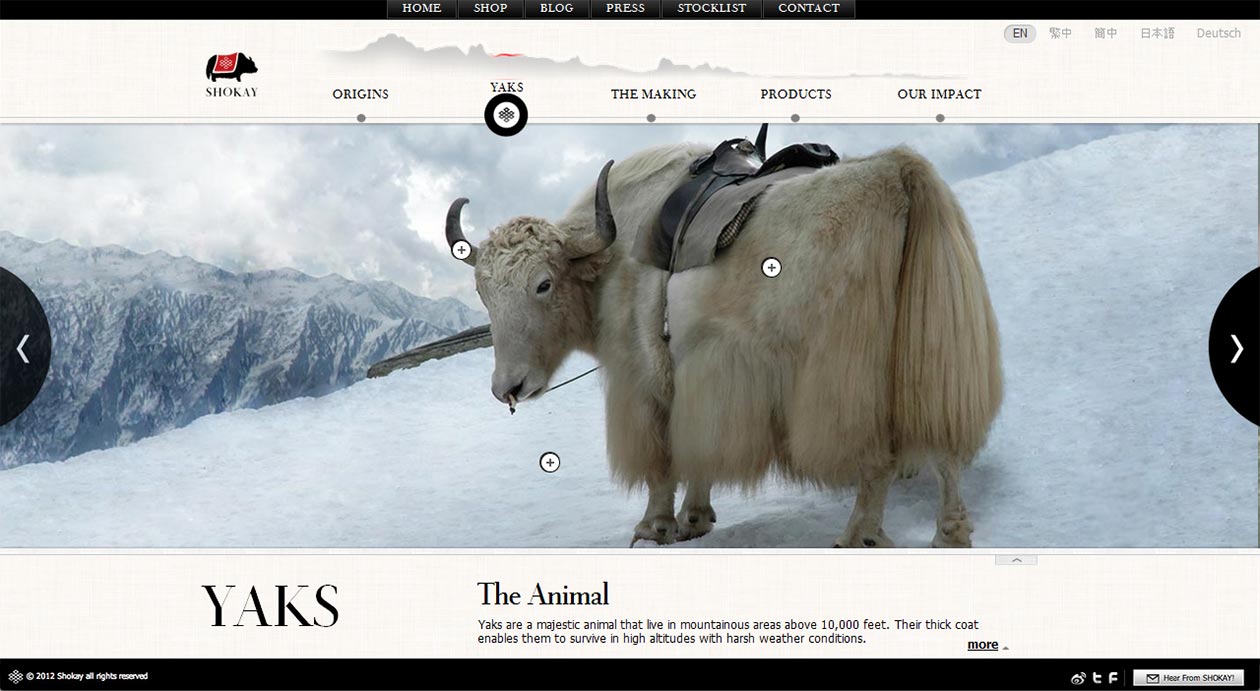 HOME SHOP BLOG PRESS STOCKLIST CONTACT
EN 繁中 簡中 日本語 Deutsch
SHOKAY
ORIGINS YAKS THE MAKING PRODUCTS OUR IMPACT
YAKS
The Animal
Yaks are a majestic animal that live in mountainous areas above 10,000 feet. Their thick coat
enables them to survive in high altitudes with harsh weather conditions.
more
© 2012 Shokay all rights reserved
Hear From SHOKAY!